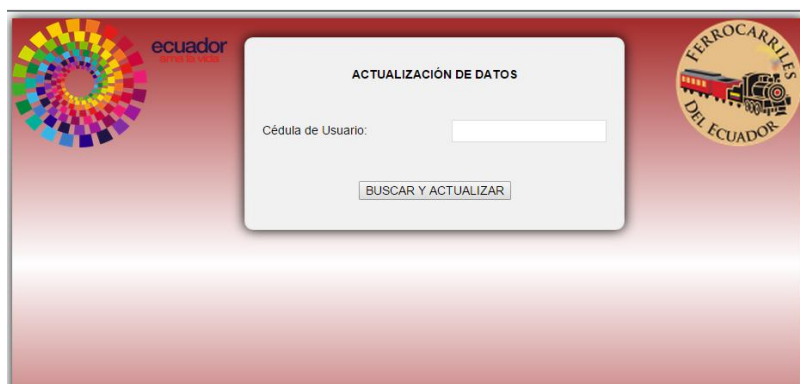 ecuador
ama la vida
FERROCARRILES
DEL ECUADOR
ACTUALIZACIÓN DE DATOS
Cédula de Usuario:
BUSCAR Y ACTUALIZAR